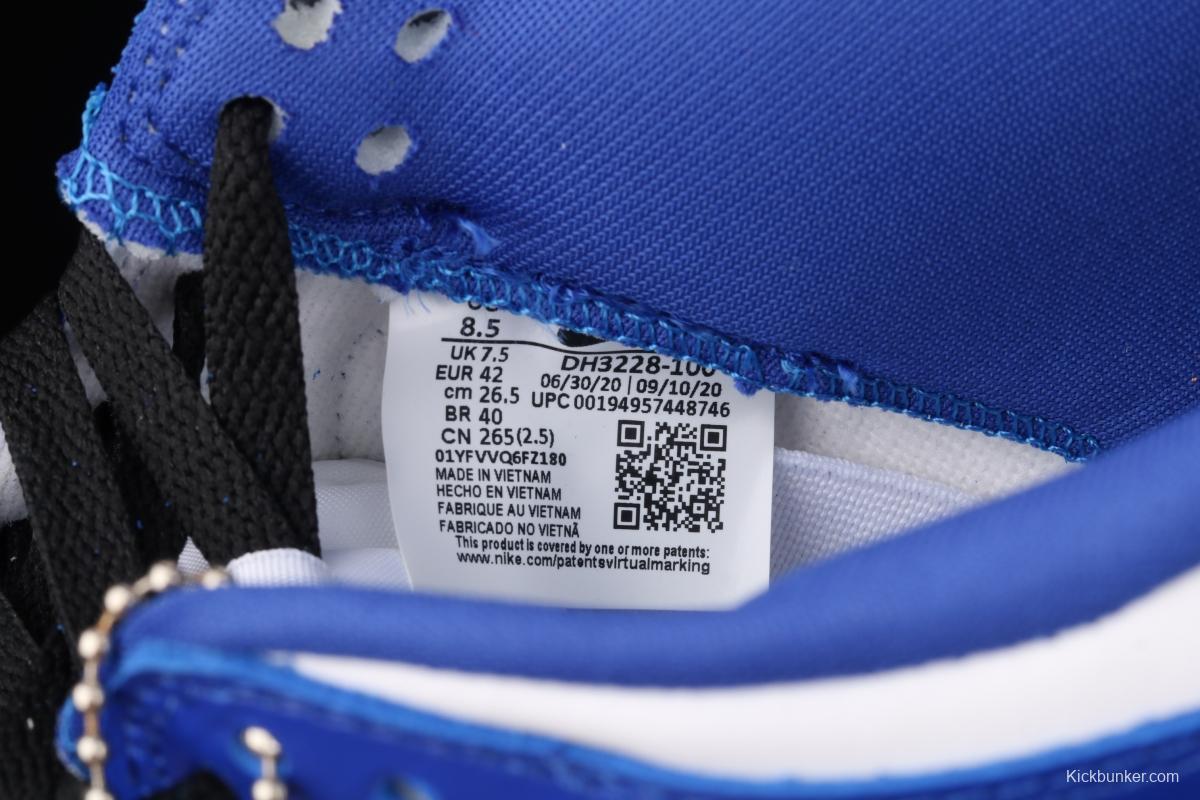 8.5
UK 7.5
EUR 42
cm 26.5
BR 40
CN 265(2.5)
01YFVVQ6FZ180
DH3228-100
06/30/20 | 09/10/20
UPC 00194957448746
MADE IN VIETNAM
HECHO EN VIETNAM
FABRIQUE AU VIETNAM
FABRICADO NO VIETNÃ
This product is covered by one or more patents:
www.nike.com/patentsvirtualmarking
Kickbunker.com